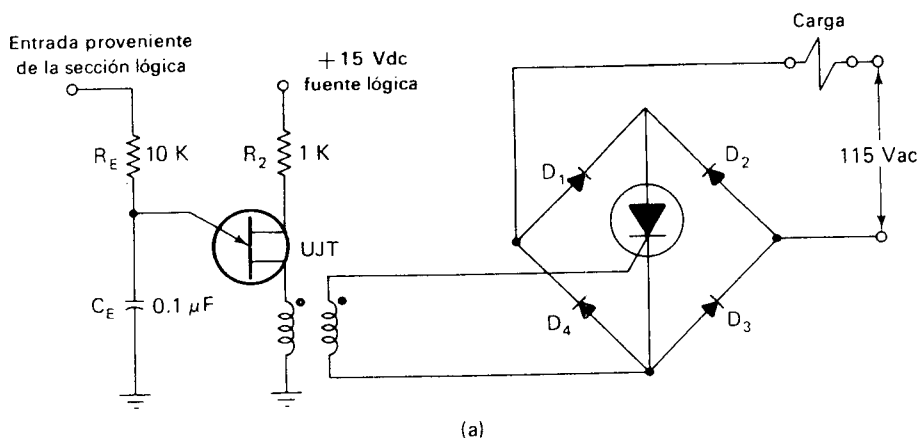 Entrada proveniente
de la sección lógica
+15 Vdc
fuente lógica
Carga
R_E 10 K
R_2 1 K
UJT
C_E 0.1 μF
D_1
D_2
D_3
D_4
115 Vac
(a)